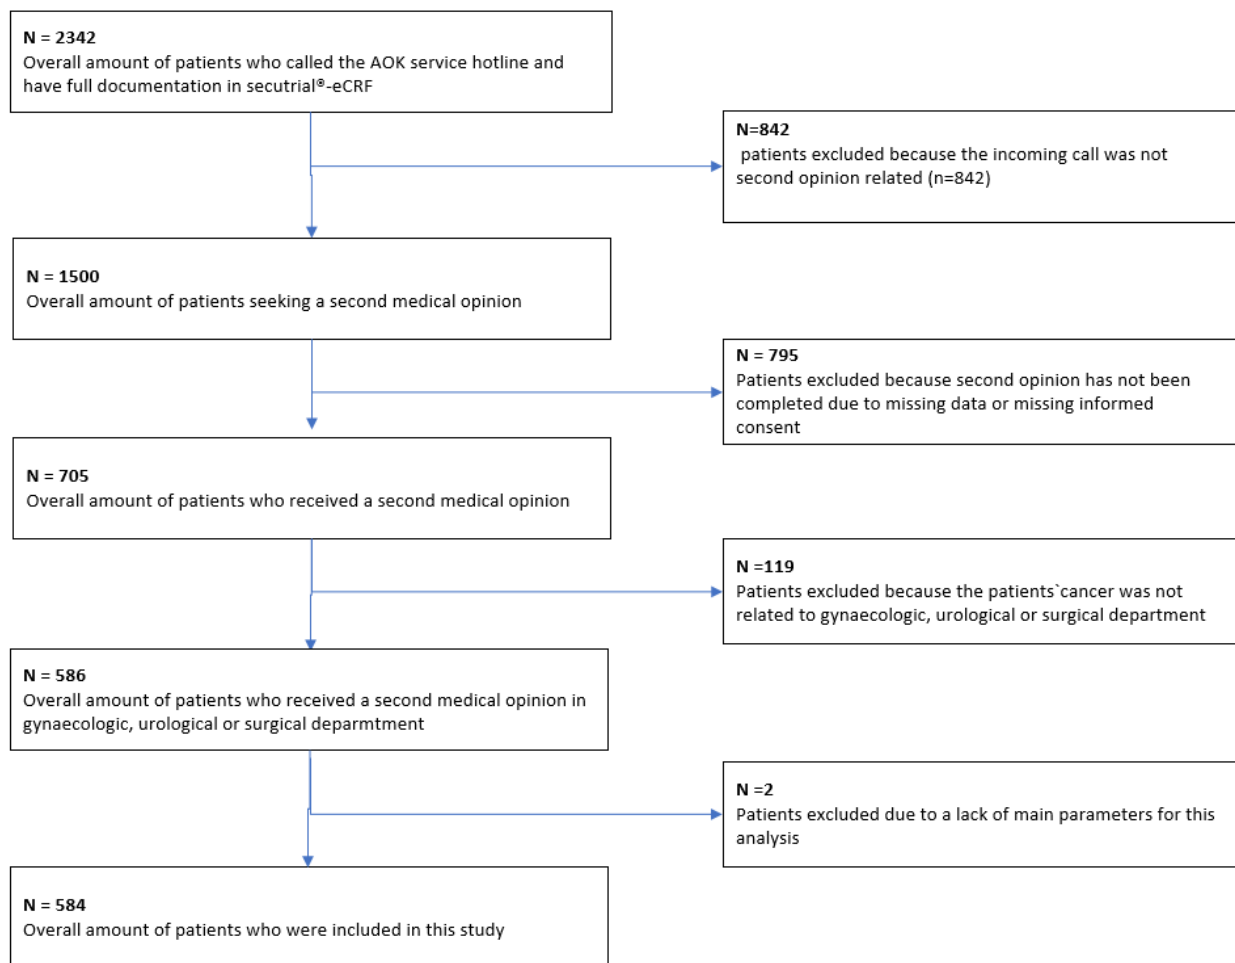 N = 2342
Overall amount of patients who called the AOK service hotline and
have full documentation in secutrial®-eCRF
N=842
patients excluded because the incoming call was not
second opinion related (n=842)
N = 1500
Overall amount of patients seeking a second medical opinion
N = 795
Patients excluded because second opinion has not been
completed due to missing data or missing informed
consent
N = 705
Overall amount of patients who received a second medical opinion
N =119
Patients excluded because the patients`cancer was not
related to gynaecologic, urological or surgical department
N = 586
Overall amount of patients who received a second medical opinion in
gynaecologic, urological or surgical deparmtment
N =2
Patients excluded due to a lack of main parameters for this
analysis
N = 584
Overall amount of patients who were included in this study